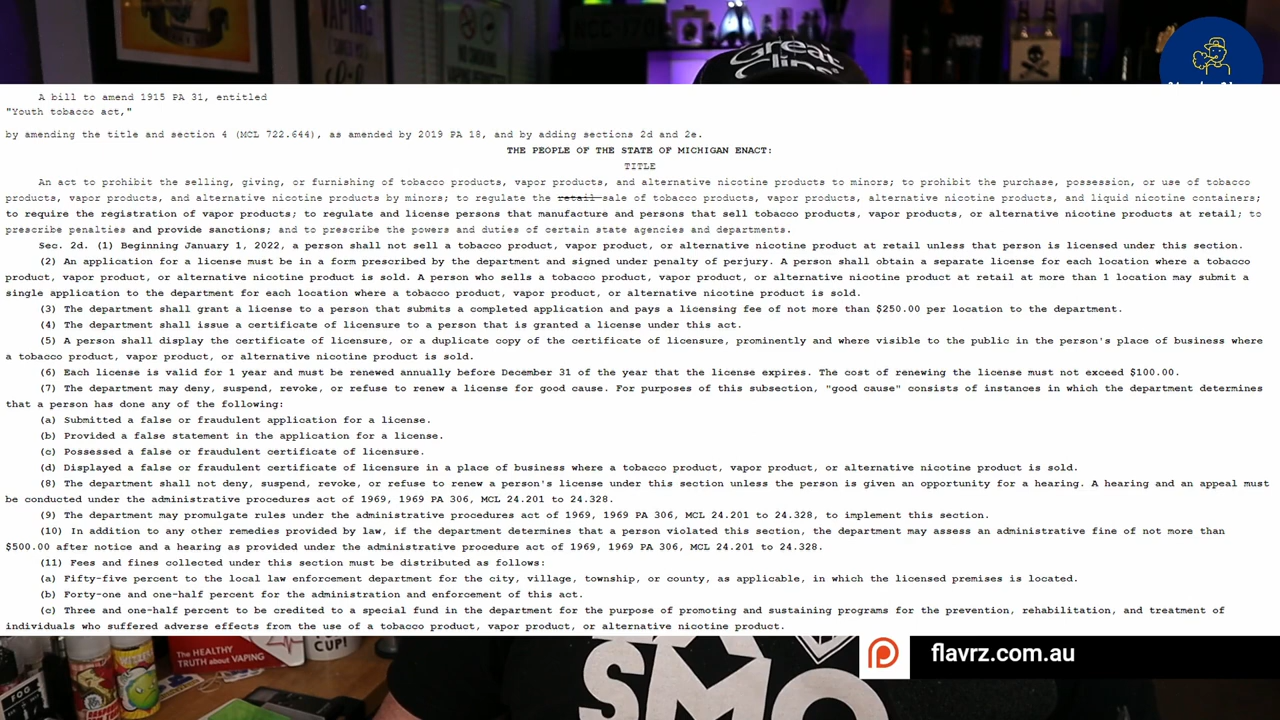 Great
Clips
A bill to amend 1915 PA 31, entitled
"Youth tobacco act,"
by amending the title and section 4 (MCL 722.644), as amended by 2019 PA 18, and by adding sections 2d and 2e.
THE PEOPLE OF THE STATE OF MICHIGAN ENACT:
TITLE
An act to prohibit the selling, giving, or furnishing of tobacco products, vapor products, and alternative nicotine products to minors; to prohibit the purchase, possession, or use of tobacco
products, vapor products, and alternative nicotine products by minors; to regulate the retail sale of tobacco products, vapor products, alternative nicotine products, and liquid nicotine containers;
to require the registration of vapor products; to regulate and license persons that manufacture and persons that sell tobacco products, vapor products, or alternative nicotine products at retail; to
prescribe penalties and provide sanctions; and to prescribe the powers and duties of certain state agencies and departments.
Sec. 2d. (1) Beginning January 1, 2022, a person shall not sell a tobacco product, vapor product, or alternative nicotine product at retail unless that person is licensed under this section.
(2) An application for a license must be in a form prescribed by the department and signed under penalty of perjury. A person shall obtain a separate license for each location where a tobacco
product, vapor product, or alternative nicotine product is sold. A person who sells a tobacco product, vapor product, or alternative nicotine product at retail at more than 1 location may submit a
single application to the department for each location where a tobacco product, vapor product, or alternative nicotine product is sold.
(3) The department shall grant a license to a person that submits a completed application and pays a licensing fee of not more than $250.00 per location to the department.
(4) The department shall issue a certificate of licensure to a person that is granted a license under this act.
(5) A person shall display the certificate of licensure, or a duplicate copy of the certificate of licensure, prominently and where visible to the public in the person's place of business where
a tobacco product, vapor product, or alternative nicotine product is sold.
(6) Each license is valid for 1 year and must be renewed annually before December 31 of the year that the license expires. The cost of renewing the license must not exceed $100.00.
(7) The department may deny, suspend, revoke, or refuse to renew a license for good cause. For purposes of this subsection, "good cause" consists of instances in which the department determines
that a person has done any of the following:
(a) Submitted a false or fraudulent application for a license.
(b) Provided a false statement in the application for a license.
(c) Possessed a false or fraudulent certificate of licensure.
(d) Displayed a false or fraudulent certificate of licensure in a place of business where a tobacco product, vapor product, or alternative nicotine product is sold.
(8) The department shall not deny, suspend, revoke, or refuse to renew a person's license under this section unless the person is given an opportunity for a hearing. A hearing and an appeal must
be conducted under the administrative procedures act of 1969, 1969 PA 306, MCL 24.201 to 24.328.
(9) The department may promulgate rules under the administrative procedures act of 1969, 1969 PA 306, MCL 24.201 to 24.328, to implement this section.
(10) In addition to any other remedies provided by law, if the department determines that a person violated this section, the department may assess an administrative fine of not more than
$500.00 after notice and a hearing as provided under the administrative procedure act of 1969, 1969 PA 306, MCL 24.201 to 24.328.
(11) Fees and fines collected under this section must be distributed as follows:
(a) Fifty-five percent to the local law enforcement department for the city, village, township, or county, as applicable, in which the licensed premises is located.
(b) Forty-one and one-half percent for the administration and enforcement of this act.
(c) Three and one-half percent to be credited to a special fund in the department for the purpose of promoting and sustaining programs for the prevention, rehabilitation, and treatment of
individuals who suffered adverse effects from the use of a tobacco product, vapor product, or alternative nicotine product.
The HEALTHY
TRUTH about VAPING
CUP!
FOG
SMO
flavrz.com.au